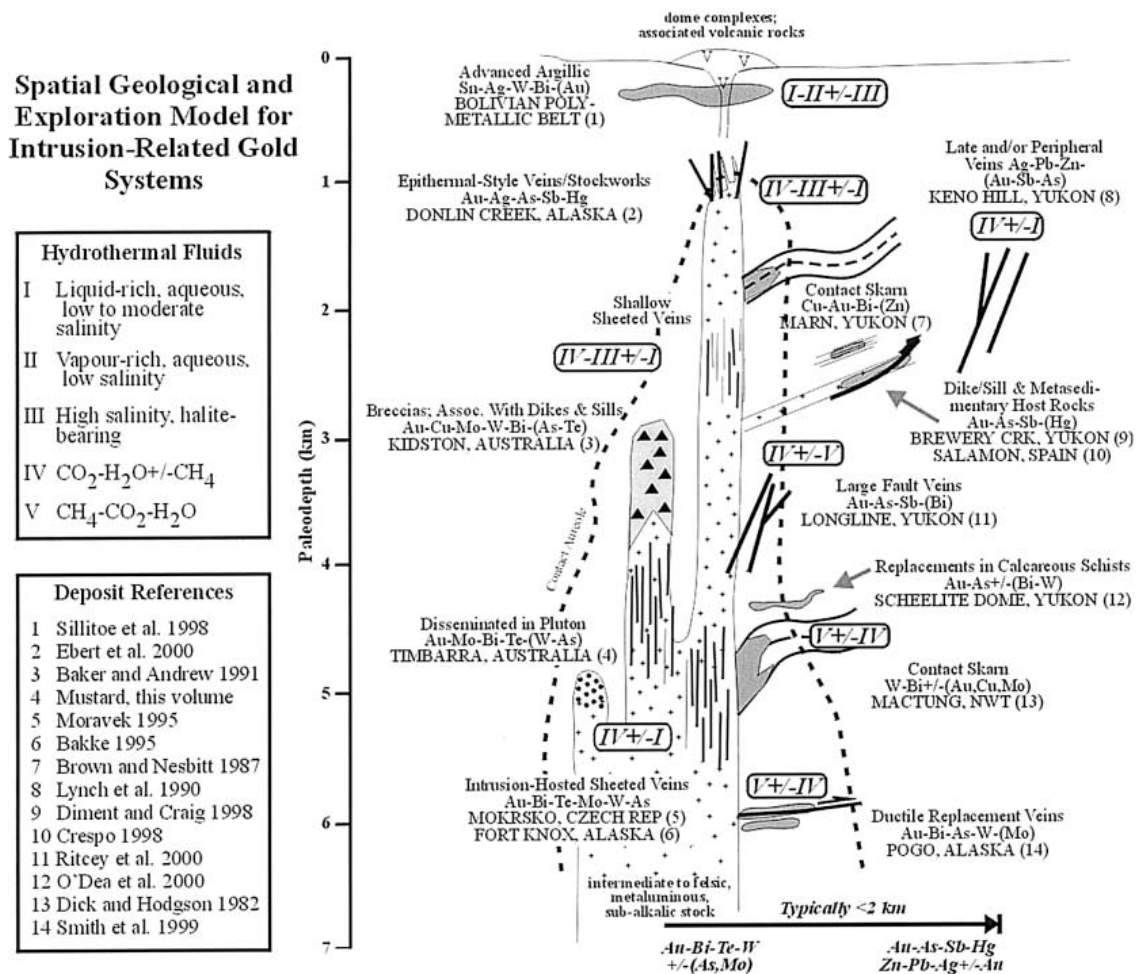 Spatial Geological and
Exploration Model for
Intrusion-Related Gold
Systems
Hydrothermal Fluids
I Liquid-rich, aqueous,
low to moderate
salinity
II Vapour-rich, aqueous,
low salinity
III High salinity, halite-
bearing
IV CO2-H2O+/-CH4
V CH4-CO2-H2O
Deposit References
1 Sillitoe et al. 1998
2 Ebert et al. 2000
3 Baker and Andrew 1991
4 Mustard, this volume
5 Moravek 1995
6 Bakke 1995
7 Brown and Nesbitt 1987
8 Lynch et al. 1990
9 Diment and Craig 1998
10 Crespo 1998
11 Ritcey et al. 2000
12 O'Dea et al. 2000
13 Dick and Hodgson 1982
14 Smith et al. 1999
Paleodepth (km)
0
1
2
3
4
5
6
7
dome complexes;
associated volcanic rocks
V V
V
Advanced Argillic
Sn-Ag-W-Bi-(Au)
BOLIVIAN POLY-
METALLIC BELT (1)
I-II+/-III
Epithermal-Style Veins/Stockworks
Au-Ag-As-Sb-Hg
DONLIN CREEK, ALASKA (2)
IV-III+/-I
Late and/or Peripheral
Veins Ag-Pb-Zn-
(Au-Sb-As)
KENO HILL, YUKON (8)
IV+/-I
Shallow
Sheeted Veins
IV-III+/-I
Contact Skarn
Cu-Au-Bi-(Zn)
MARN, YUKON (7)
Breccias; Assoc. With Dikes & Sills
Au-Cu-Mo-W-Bi-(As-Te)
KIDSTON, AUSTRALIA (3)
Dike/Sill & Metasedi-
mentary Host Rocks
Au-As-Sb-(Hg)
BREWERY CRK, YUKON (9)
SALAMON, SPAIN (10)
IV+/-V
Large Fault Veins
Au-As-Sb-(Bi)
LONGLINE, YUKON (11)
Contact Aureole
Replacements in Calcareous Schists
Au-As+/-(Bi-W)
SCHEELITE DOME, YUKON (12)
Disseminated in Pluton
Au-Mo-Bi-Te-(W-As)
TIMBARRA, AUSTRALIA (4)
V+/-IV
Contact Skarn
W-Bi+/-(Au,Cu,Mo)
MACTUNG, NWT (13)
IV+/-I
Intrusion-Hosted Sheeted Veins
Au-Bi-Te-Mo-W-As
MOKRSKO, CZECH REP (5)
FORT KNOX, ALASKA (6)
V+/-IV
Ductile Replacement Veins
Au-Bi-As-W-(Mo)
POGO, ALASKA (14)
intermediate to felsic,
metaluminous,
sub-alkalic stock
Typically <2 km
Au-Bi-Te-W
+/-(As,Mo)
Au-As-Sb-Hg
Zn-Pb-Ag+/-Au